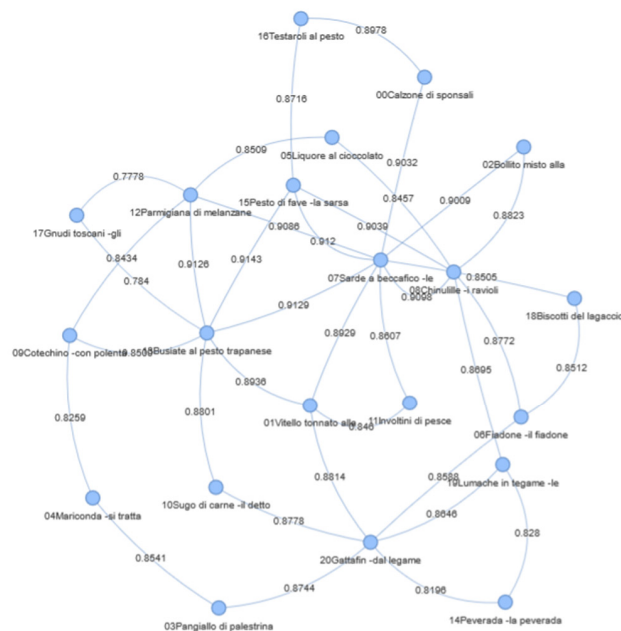 16Testaroli al pesto
0.8978
00Calzone di sponsali
0.8716
0.8509
05Liquore al cioccolato
0.9032
02Bollito misto alla
0.7778
15Pesto di fave -la sarsa
0.8457
0.9009
12Parmigiana di melanzane
0.8823
17Gnudi toscani -gli
0.9086
0.912
0.9039
0.8434
0.9126
0.9143
07Sarde a beccafico -le
0.8505
0.784
08Chinulille -i ravioli
0.9098
18Biscotti del lagaccio
0.9129
0.8929
0.8607
0.8772
09Cotechino -con polenta
Busiate al pesto trapanese
0.8695
0.8512
0.8936
0.8259
0.8801
01Vitello tonnato alle
0.846
11Involtini di pesce
06Fiadone -il fiadone
0.8814
0.8588
19Lumache in tegame -le
04Mariconda -si tratta
10Sugo di carne -il detto
0.8778
0.8646
0.828
0.8541
20Gattafin -dal legame
0.8744
0.8196
03Pangiallo di palestrina
14Peverada -la peverada